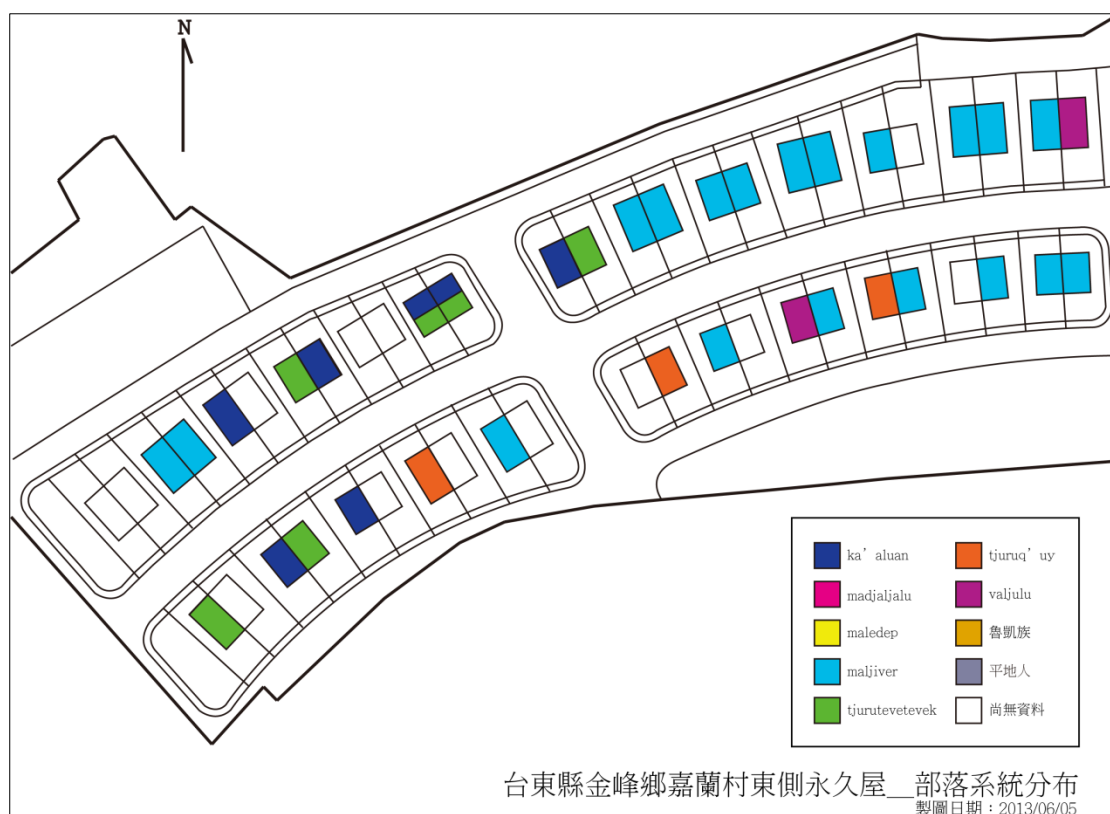 N
ka’aluan
madjaljalu
maledep
maljiver
tjurutevetevek
tjuruq’uy
valjulu
魯凱族
平地人
尚無資料
台東縣金峰鄉嘉蘭村東側永久屋__部落系統分布
製圖日期：2013/06/05